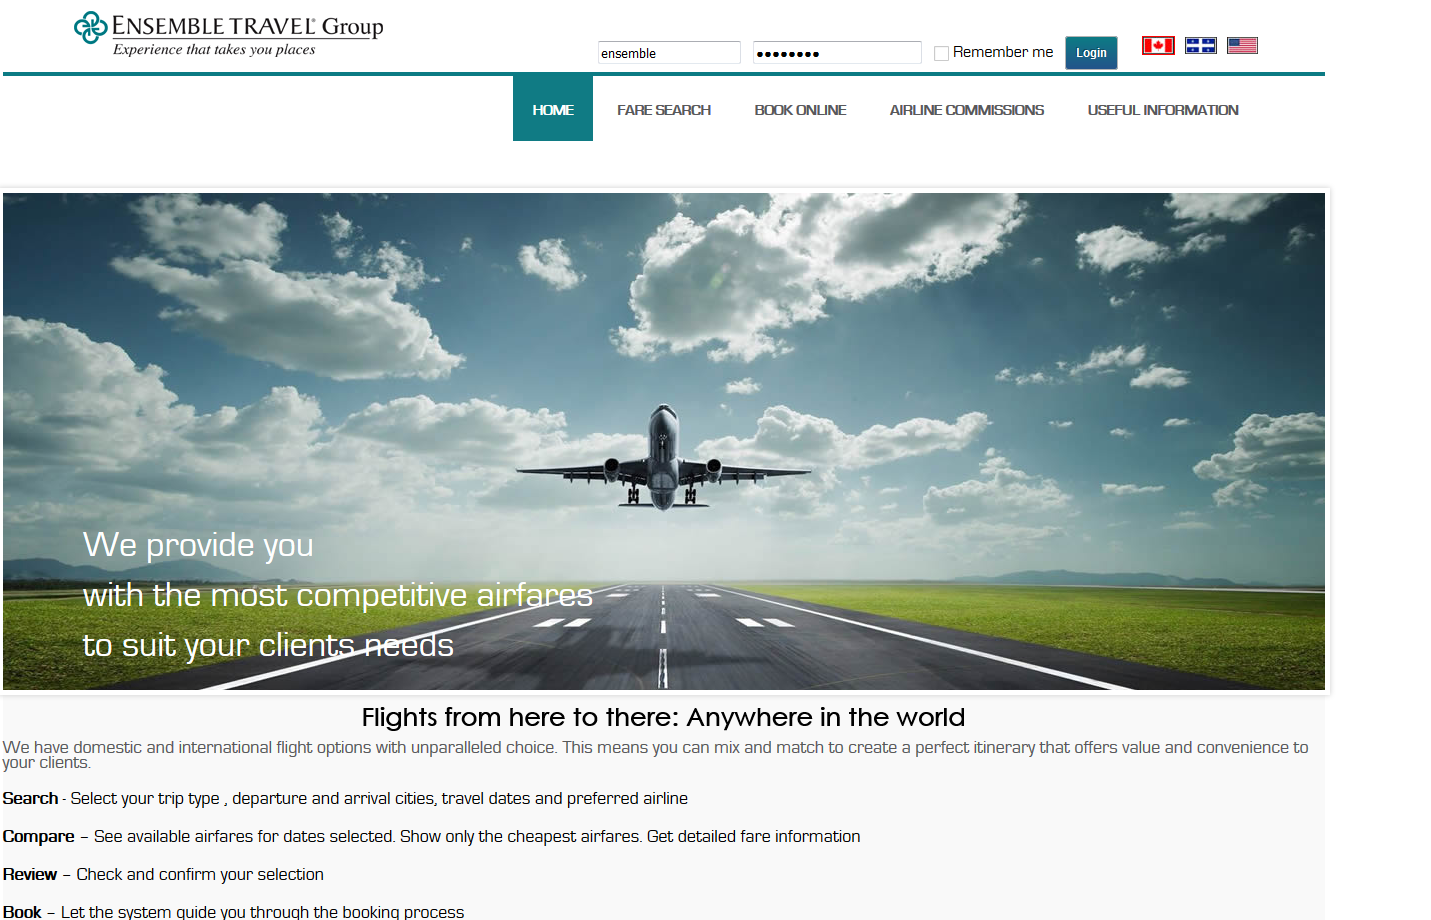 ENSEMBLE TRAVEL® Group
Experience that takes you places
ensemble
●●●●●●●●
Remember me
Login
HOME
FARE SEARCH
BOOK ONLINE
AIRLINE COMMISSIONS
USEFUL INFORMATION
We provide you
with the most competitive airfares
to suit your clients needs
Flights from here to there: Anywhere in the world
We have domestic and international flight options with unparalleled choice. This means you can mix and match to create a perfect itinerary that offers value and convenience to
your clients.
Search - Select your trip type , departure and arrival cities, travel dates and preferred airline
Compare – See available airfares for dates selected. Show only the cheapest airfares. Get detailed fare information
Review – Check and confirm your selection
Book – Let the system guide you through the booking process